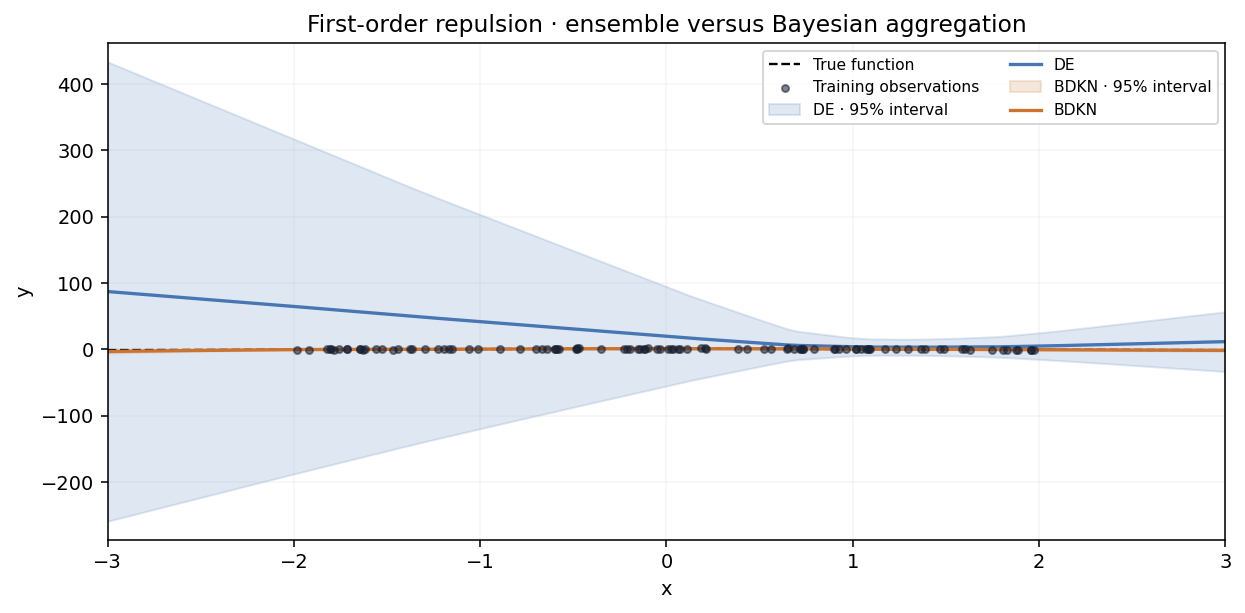 First-order repulsion · ensemble versus Bayesian aggregation
True function
Training observations
DE · 95% interval
DE
BDKN · 95% interval
BDKN
y
400
300
200
100
0
−100
−200
−3
−2
−1
0
1
2
3
x